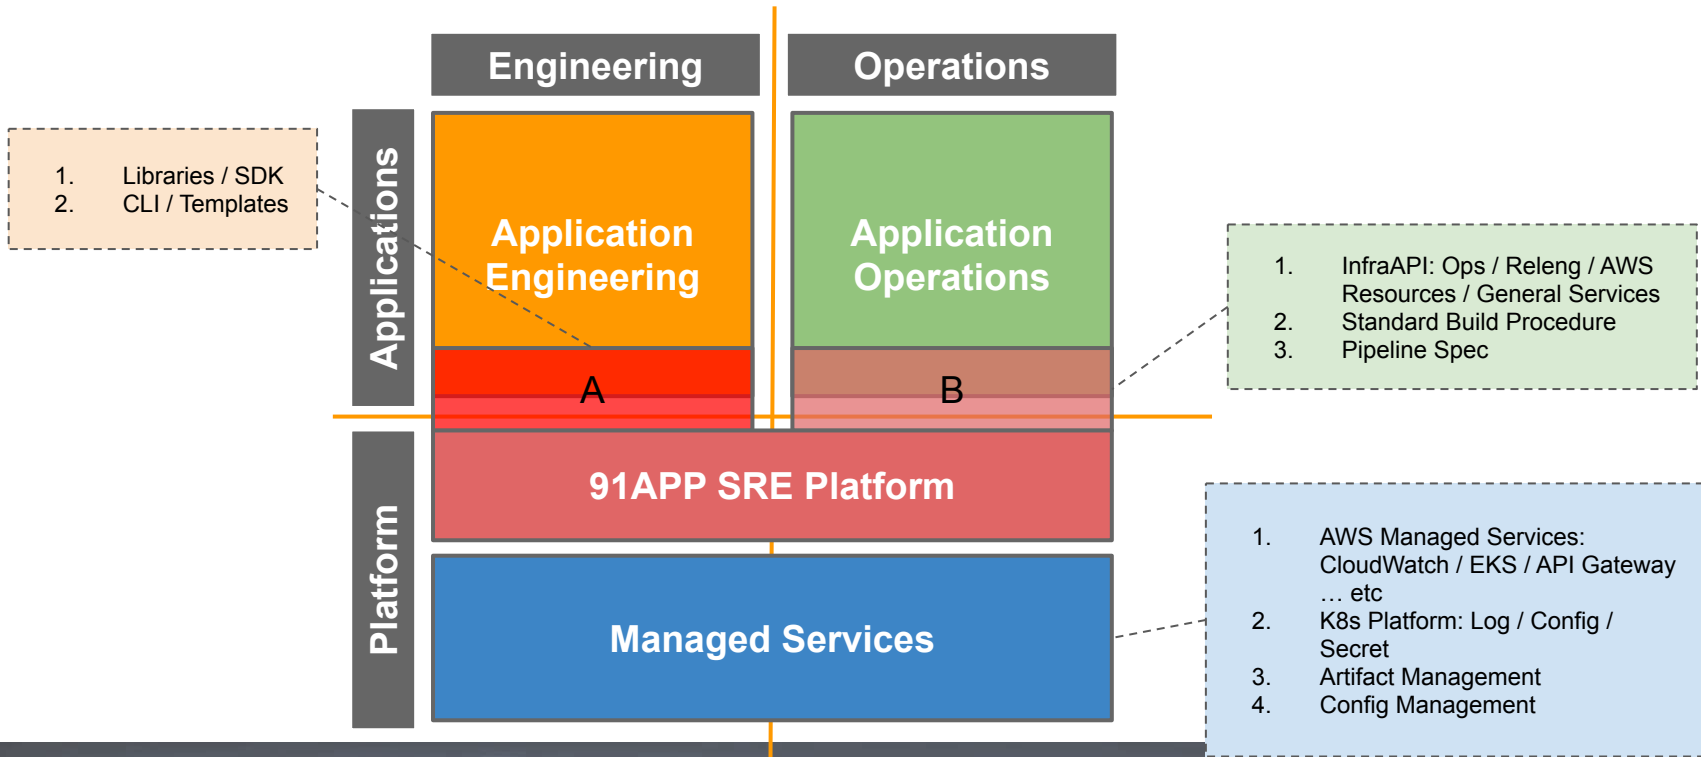 Engineering
Operations
Applications
1. Libraries / SDK
2. CLI / Templates
Application
Engineering
Application
Operations
1. InfraAPI: Ops / Releng / AWS
Resources / General Services
2. Standard Build Procedure
3. Pipeline Spec
A
B
Platform
91APP SRE Platform
Managed Services
1. AWS Managed Services:
CloudWatch / EKS / API Gateway
… etc
2. K8s Platform: Log / Config /
Secret
3. Artifact Management
4. Config Management